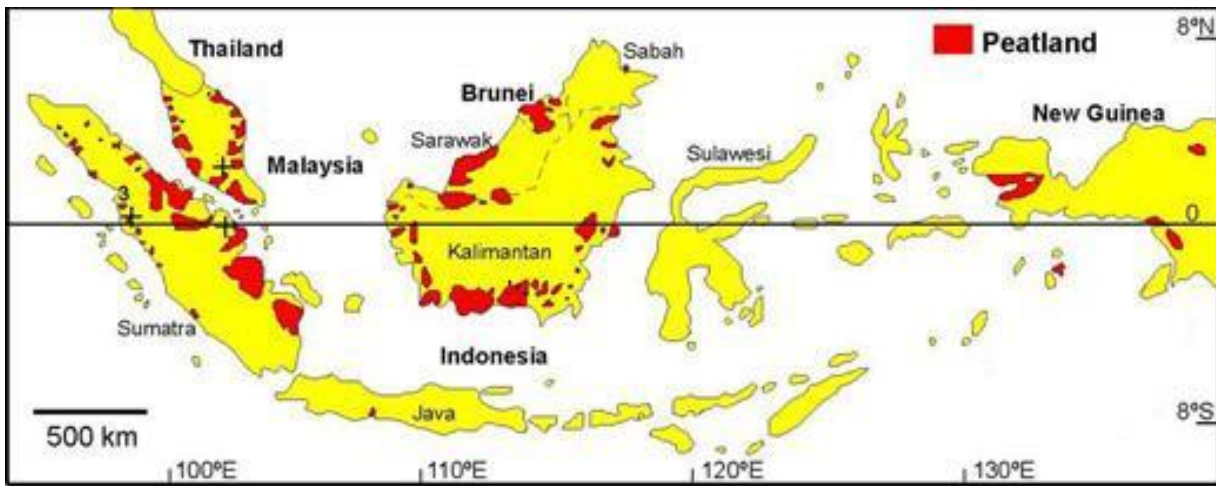 8ºN
Thailand
Peatland
Sabah
Brunei
New Guinea
Sarawak
Malaysia
Sulawesi
3
0
Kalimantan
Sumatra
Indonesia
Java
500 km
8ºS
100ºE
110ºE
120ºE
130ºE